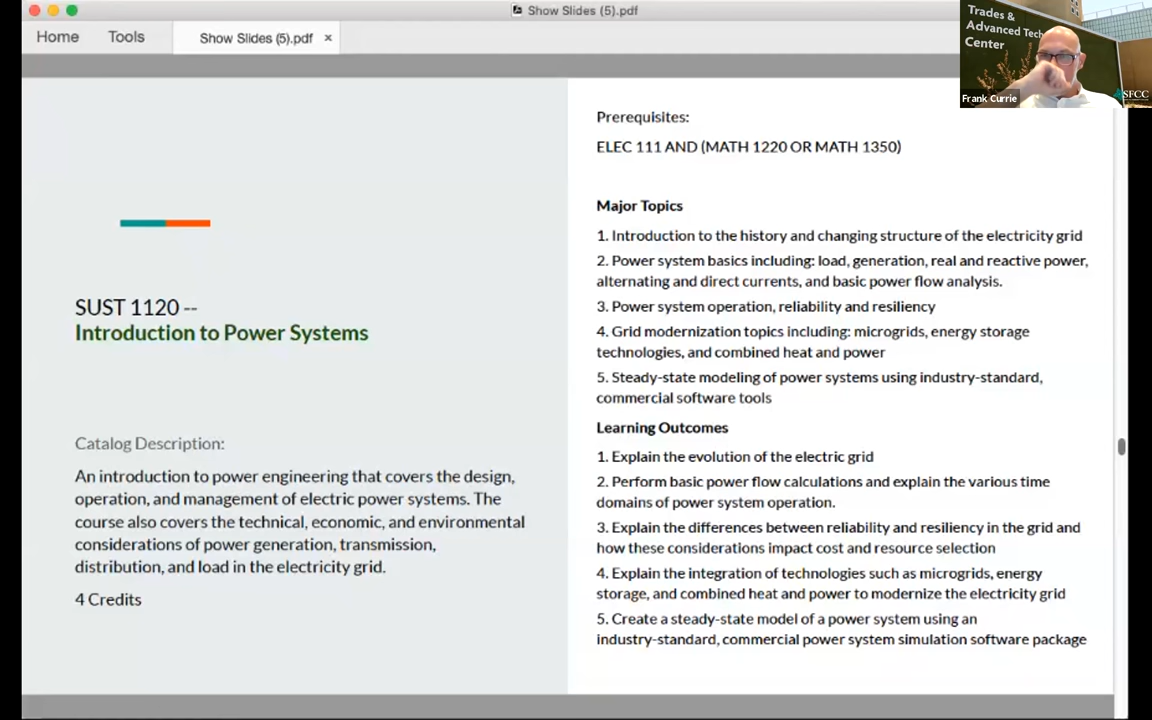 Show Slides (5).pdf
Home
Tools
Show Slides (5).pdf ×
Trades &
Advanced Tech
Center
Frank Currie
SFCC
SUST 1120 --
Introduction to Power Systems
Catalog Description:
An introduction to power engineering that covers the design,
operation, and management of electric power systems. The
course also covers the technical, economic, and environmental
considerations of power generation, transmission,
distribution, and load in the electricity grid.
4 Credits
Prerequisites:
ELEC 111 AND (MATH 1220 OR MATH 1350)
Major Topics
1. Introduction to the history and changing structure of the electricity grid
2. Power system basics including: load, generation, real and reactive power,
alternating and direct currents, and basic power flow analysis.
3. Power system operation, reliability and resiliency
4. Grid modernization topics including: microgrids, energy storage
technologies, and combined heat and power
5. Steady-state modeling of power systems using industry-standard,
commercial software tools
Learning Outcomes
1. Explain the evolution of the electric grid
2. Perform basic power flow calculations and explain the various time
domains of power system operation.
3. Explain the differences between reliability and resiliency in the grid and
how these considerations impact cost and resource selection
4. Explain the integration of technologies such as microgrids, energy
storage, and combined heat and power to modernize the electricity grid
5. Create a steady-state model of a power system using an
industry-standard, commercial power system simulation software package